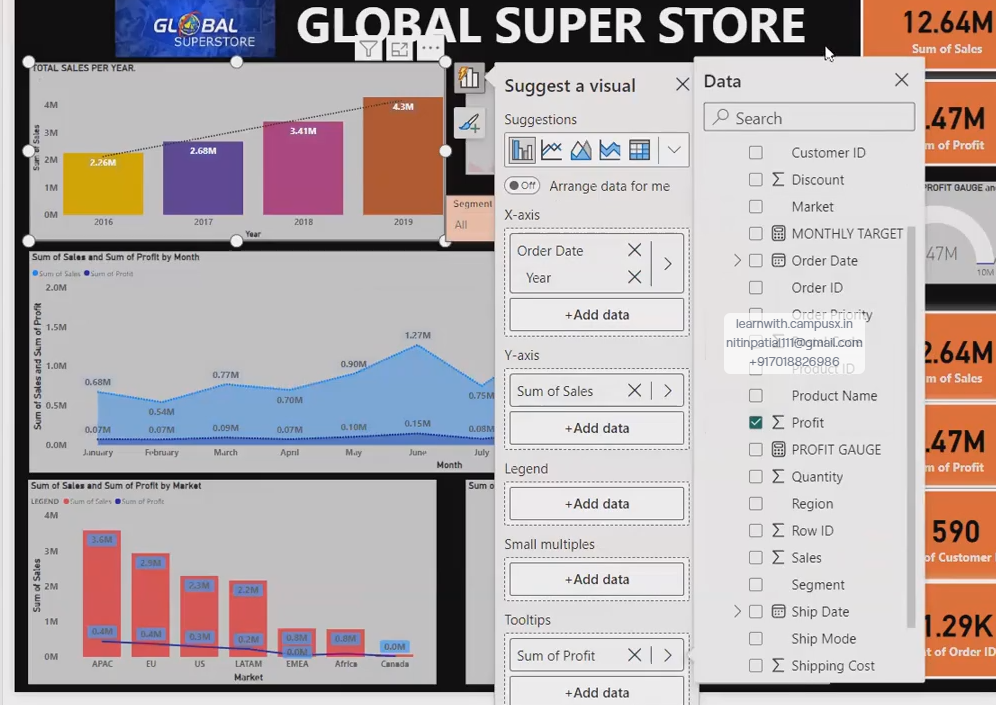 GLOBAL
SUPERSTORE
GLOBAL SUPER STORE
12.64M
Sum of Sales
TOTAL SALES PER YEAR.
Sum of Sales
4M
3M
2M
1M
0M
2.26M
2.68M
3.41M
4.3M
2016
2017
2018
2019
Year
Segment
All
Sum of Sales and Sum of Profit by Month
Sum of Sales
Sum of Profit
Sum of Sales and Sum of Profit
2.0M
1.5M
1.0M
0.5M
0.0M
0.68M
0.54M
0.77M
0.70M
0.90M
1.27M
0.75M
0.07M
0.07M
0.09M
0.07M
0.10M
0.15M
0.08M
January
February
March
April
May
June
July
Month
Sum of Sales and Sum of Profit by Market
LEGEND
Sum of Sales
Sum of Profit
Sum of Sales
4M
3M
2M
1M
0M
3.6M
2.9M
2.3M
2.2M
0.8M
0.8M
0.0M
0.4M
0.4M
0.3M
0.2M
0.0M
APAC
EU
US
LATAM
EMEA
Africa
Canada
Market
Sum o
Suggest a visual
Suggestions
Off
Arrange data for me
X-axis
Order Date
Year
+Add data
Y-axis
Sum of Sales
+Add data
Legend
+Add data
Small multiples
+Add data
Tooltips
Sum of Profit
+Add data
Data
Search
Customer ID
Discount
Market
MONTHLY TARGET
Order Date
Order ID
Order Priority
learnwith.campusx.in
nitinpatial111@gmail.com
+917018826986
Product ID
Product Name
Profit
PROFIT GAUGE
Quantity
Region
Row ID
Sales
Segment
Ship Date
Ship Mode
Shipping Cost
.47M
m of Profit
PROFIT GAUGE an
47M
10M
2.64M
m of Sales
.47M
m of Profit
590
of Customer
1.29K
t of Order ID